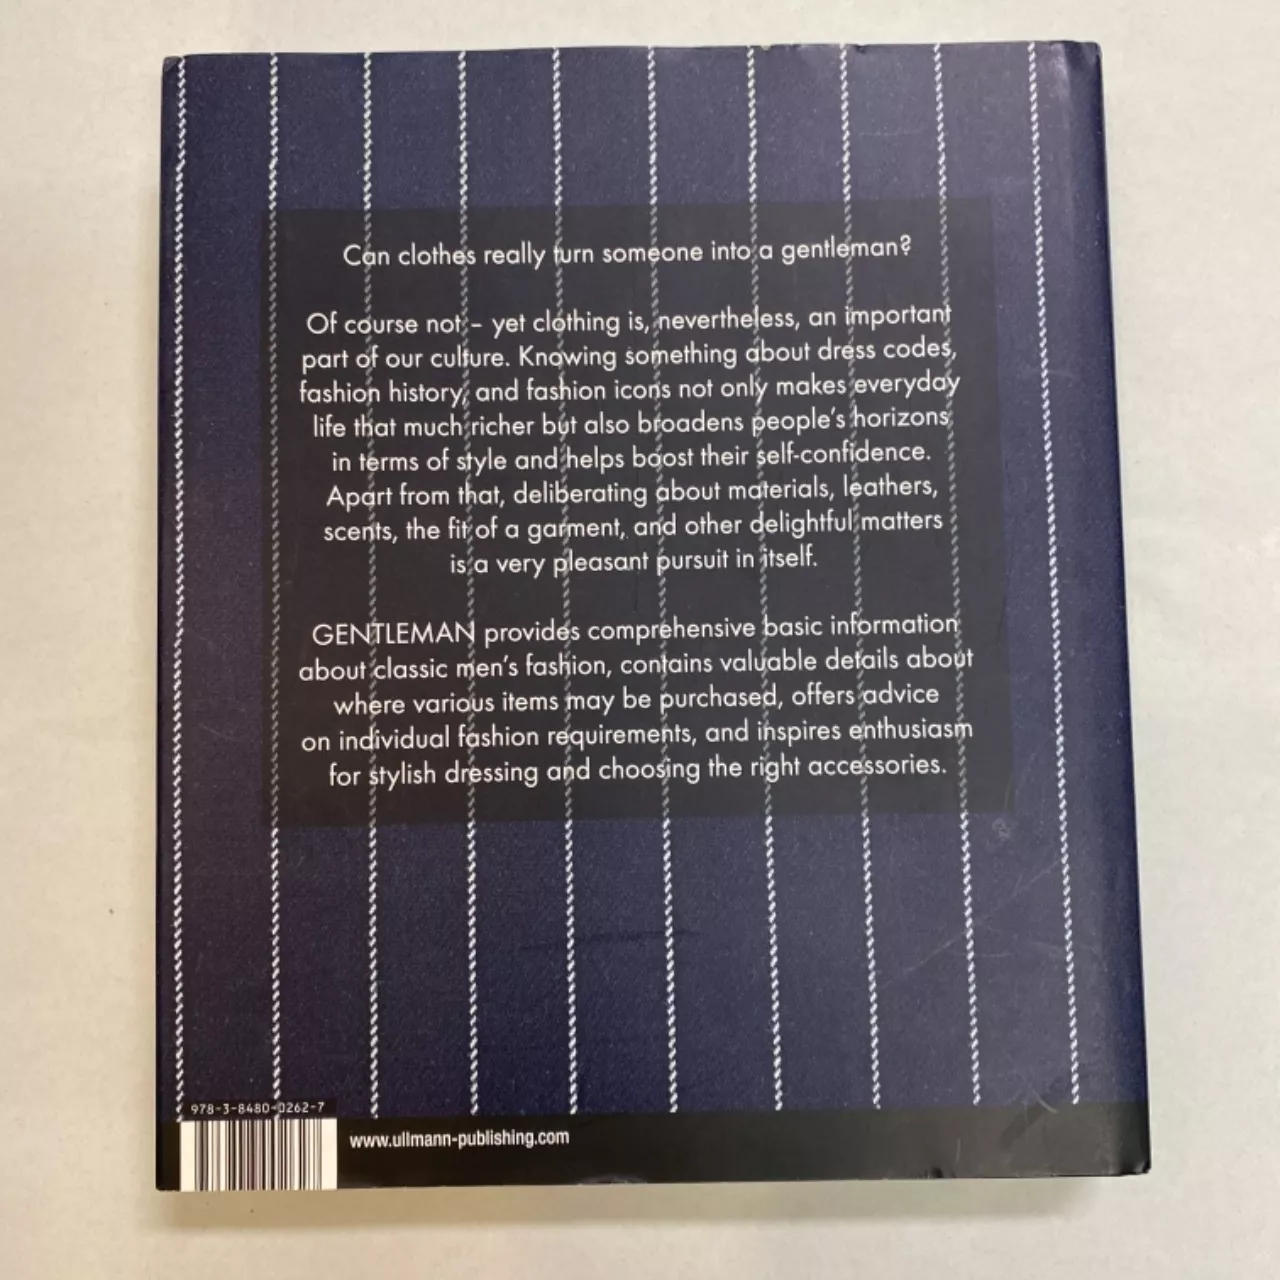 Can clothes really turn someone into a gentleman?
Of course not – yet clothing is, nevertheless, an important
part of our culture. Knowing something about dress codes,
fashion history, and fashion icons not only makes everyday
life that much richer but also broadens people's horizons
in terms of style and helps boost their self-confidence.
Apart from that, deliberating about materials, leathers,
scents, the fit of a garment, and other delightful matters
is a very pleasant pursuit in itself.
GENTLEMAN provides comprehensive basic information
about classic men's fashion, contains valuable details about
where various items may be purchased, offers advice
on individual fashion requirements, and inspires enthusiasm
for stylish dressing and choosing the right accessories.
978-3-8480-0262-7
www.ullmann-publishing.com